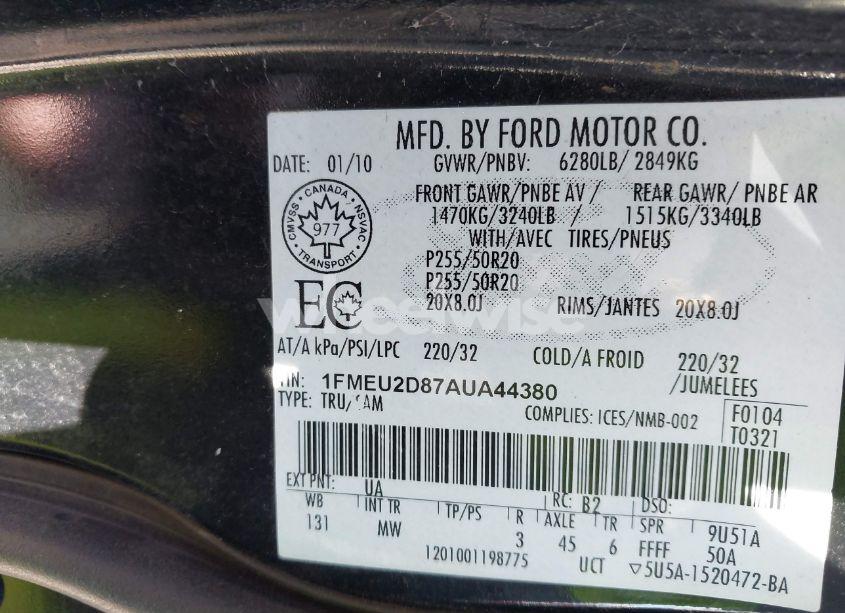 MFD. BY FORD MOTOR CO.
DATE: 01/10 GVWR/PNBV: 6280LB/ 2849KG
FRONT GAWR/PNBE AV / REAR GAWR/ PNBE AR
1470KG/3240LB 1515KG/3340LB
WITH/AVEC TIRES/PNEUS
CANADA
CMVSS NSVAC
977
TRANSPORT
P255/50R20
P255/50R20
EC 20X8.0J RIMS/JANTES 20X8.0J
AT/A kPa/PSI/LPC 220/32 COLD/A FROID 220/32
1FMEU2D87AUA44380 /JUMELEES
TYPE: COMPLIES: ICES/NMB-002 F0104
T0321
EXT PNT: UA RC: B2 DSO:
WB INT TR TP/PS R AXLE TR SPR 9U51A
131 MW 3 45 6 FFFF 50A
1201001198775 UCT ▽5U5A-1520472-BA